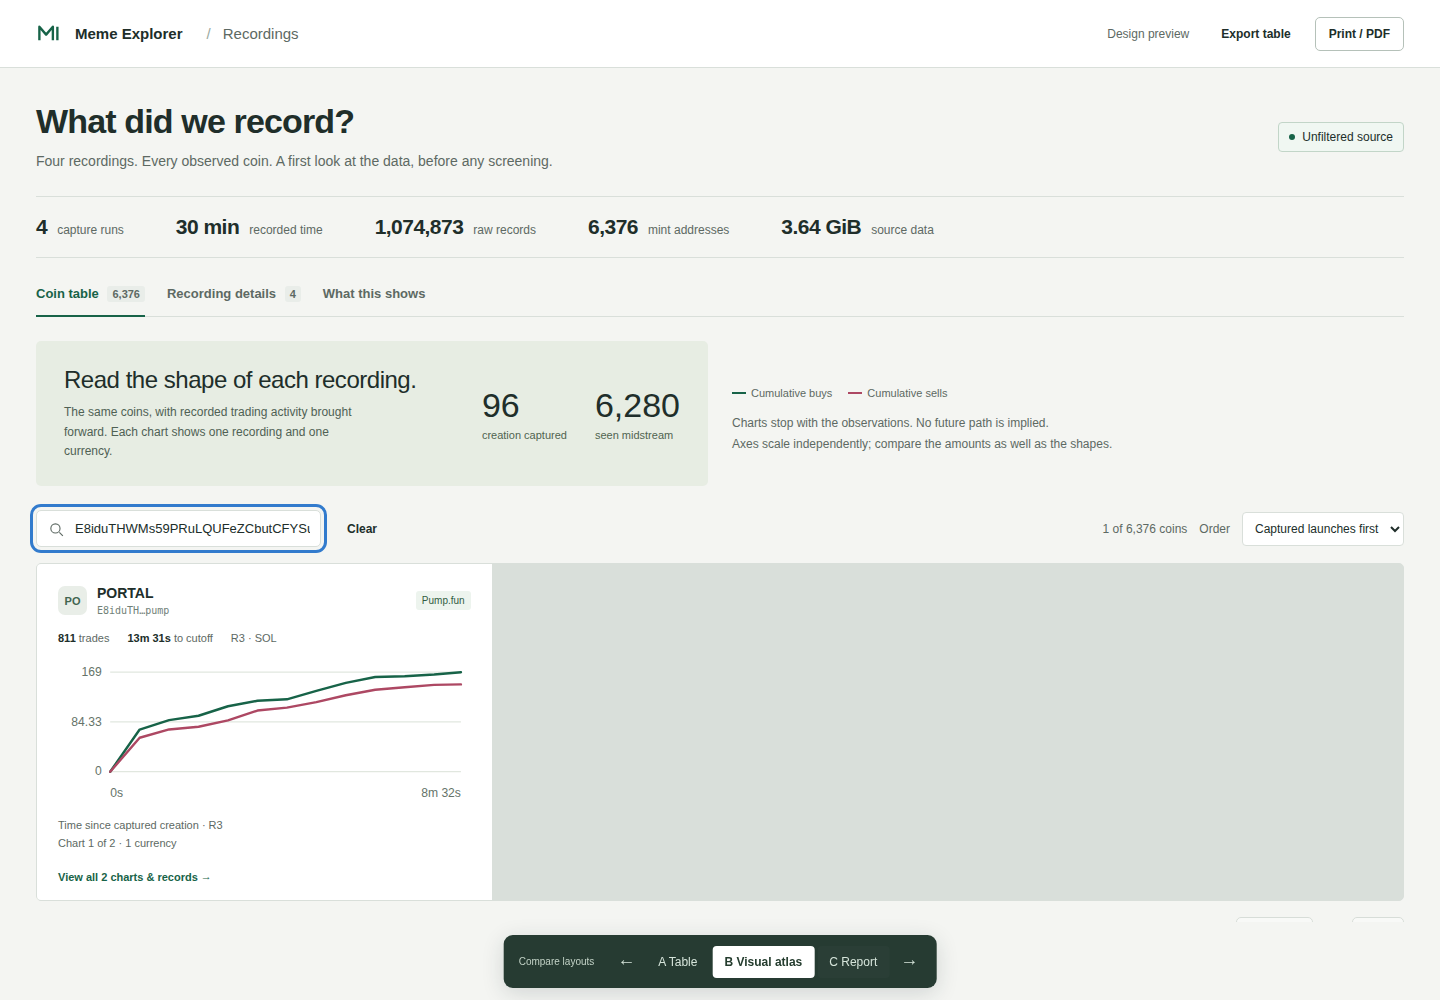 Meme Explorer / Recordings
Design preview
Export table
Print / PDF
What did we record?
Four recordings. Every observed coin. A first look at the data, before any screening.
Unfiltered source
4 capture runs
30 min recorded time
1,074,873 raw records
6,376 mint addresses
3.64 GiB source data
Coin table 6,376
Recording details 4
What this shows
Read the shape of each recording.
The same coins, with recorded trading activity brought
forward. Each chart shows one recording and one
currency.
96
creation captured
6,280
seen midstream
Cumulative buys
Cumulative sells
Charts stop with the observations. No future path is implied.
Axes scale independently; compare the amounts as well as the shapes.
E8iduTHWMs59PRuLQUFeZCbutCFYSu
Clear
1 of 6,376 coins
Order
Captured launches first
PO
PORTAL
E8iduTH…pump
Pump.fun
811 trades
13m 31s to cutoff
R3 · SOL
169
84.33
0
0s
8m 32s
Time since captured creation · R3
Chart 1 of 2 · 1 currency
View all 2 charts & records →
Compare layouts
←
A Table
B Visual atlas
C Report
→